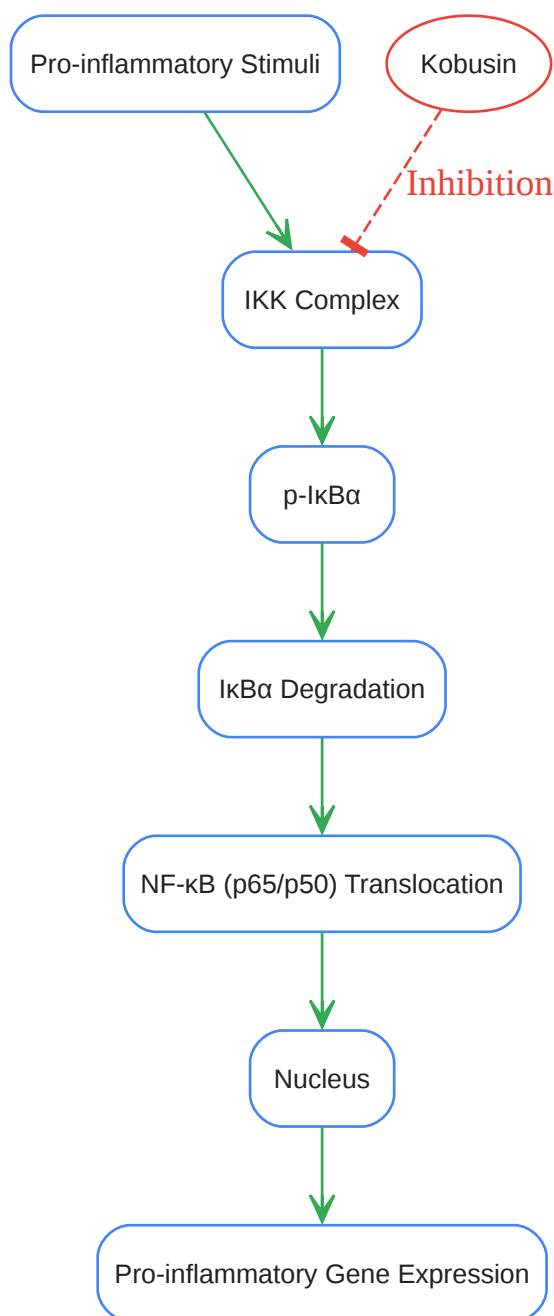 Pro-inflammatory Stimuli
Kobusin
Inhibition
IKK Complex
p-IκBα
IκBα Degradation
NF-κB (p65/p50) Translocation
Nucleus
Pro-inflammatory Gene Expression